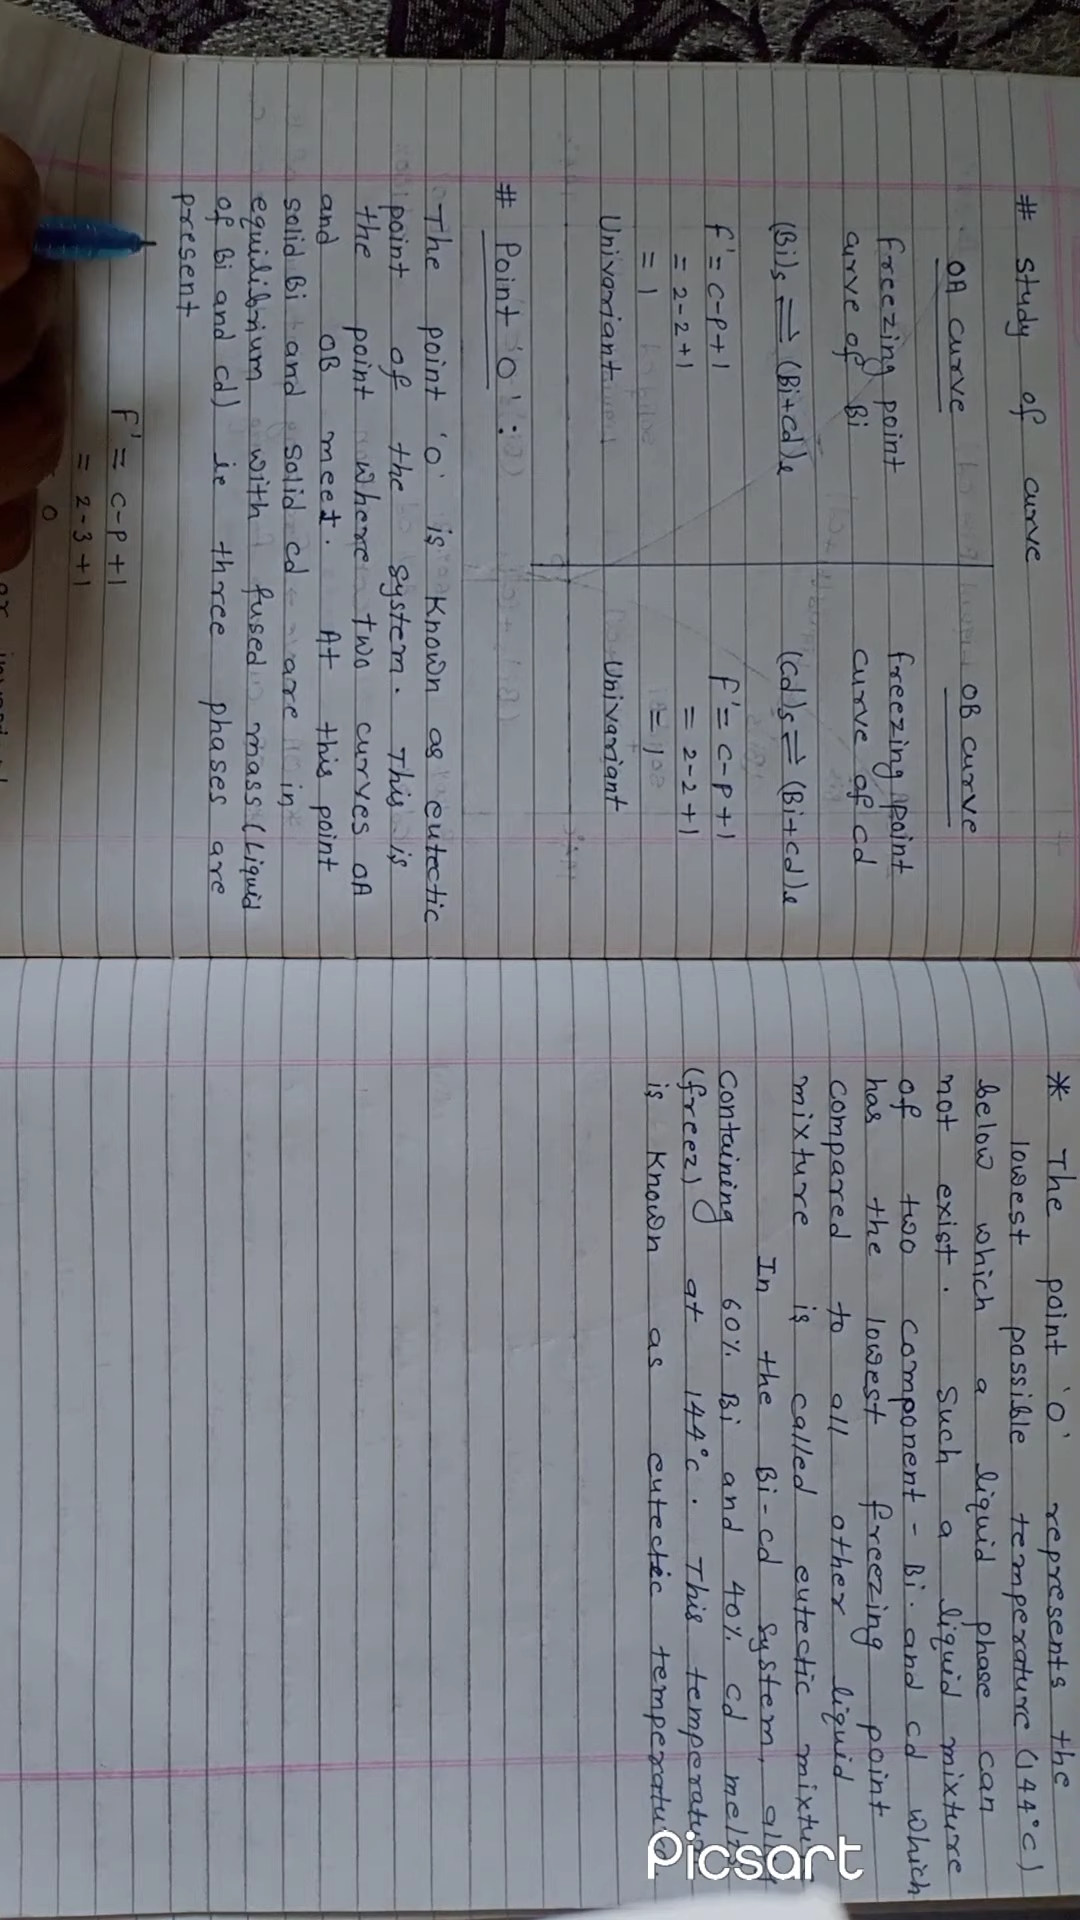 # study of curve
OA curve
OB curve
freezing point
curve of Bi
freezing point
curve of cd
(Bi)s ⇌ (Bi+cd)l
(cd)s ⇌ (Bi+cd)l
f' = c-p+1
= 2-2+1
= 1
Univariant
f' = c-p+1
= 2-2+1
= 1
Univariant
# Point 'O' :
The point 'O' is known as eutectic
point of the system. This is
the point where two curves OA
and OB meet. At this point
solid Bi and solid cd are in
equilibrium with fused mass (Liquid
of Bi and cd) ie three phases are
present
f' = c-p+1
= 2-3+1
0
* The point 'O' represents the
lowest possible temperature (144°c)
below which a liquid phase can
not exist. Such a liquid mixture
of two component - Bi. and cd which
has the lowest freezing point
compared to all other liquid
mixture is called eutectic
In the Bi-cd system,
containing 60% Bi and 40% cd
(freez) at 144°c. This
is known as eutectic
Picsart